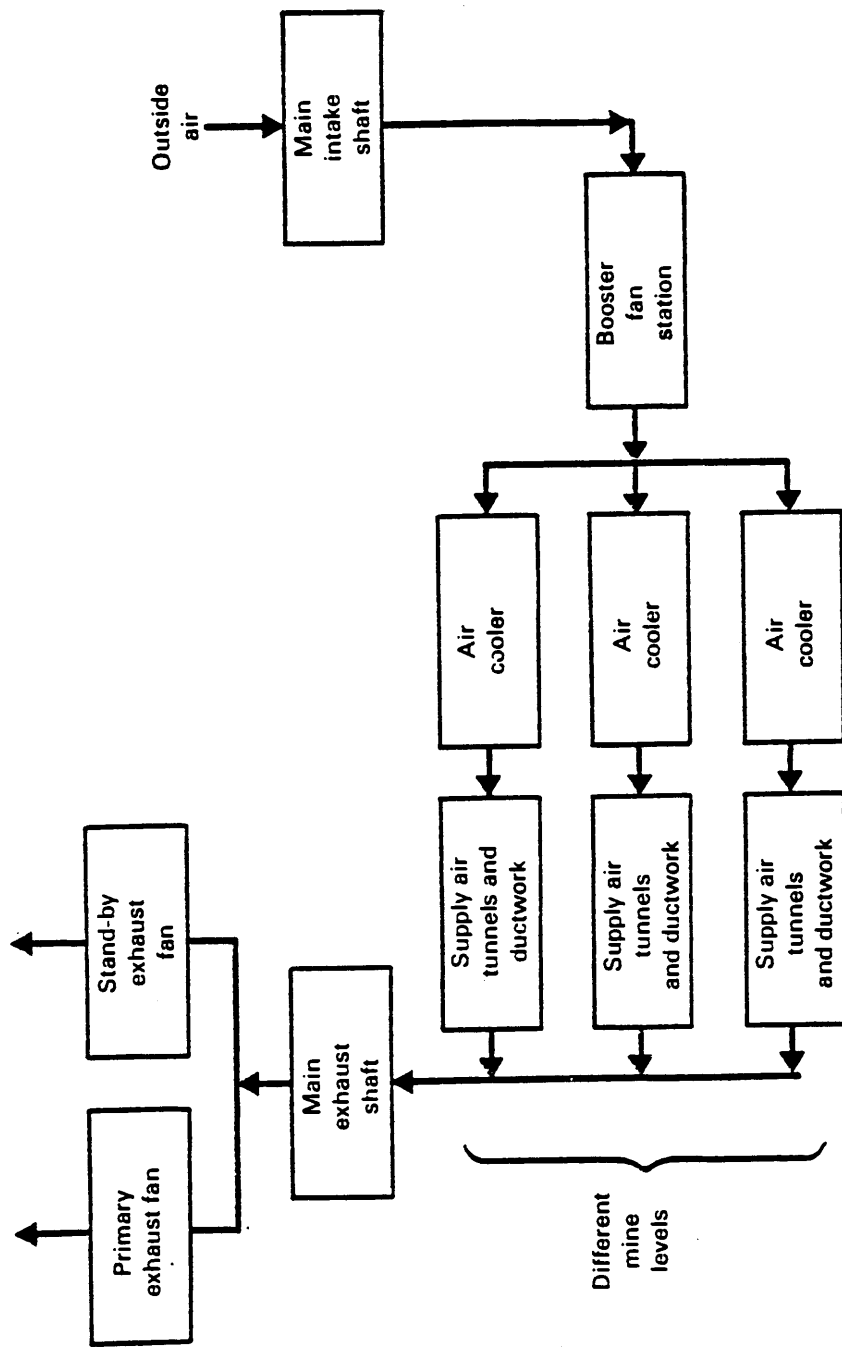 Primary
exhaust fan
Stand-by
exhaust
fan
Outside
air
Main
exhaust
shaft
Main
intake
shaft
Supply air
tunnels and
ductwork
Air
cooler
Different
mine
levels
Supply air
tunnels
and ductwork
Air
cooler
Booster
fan
station
Supply air
tunnels
and ductwork
Air
cooler